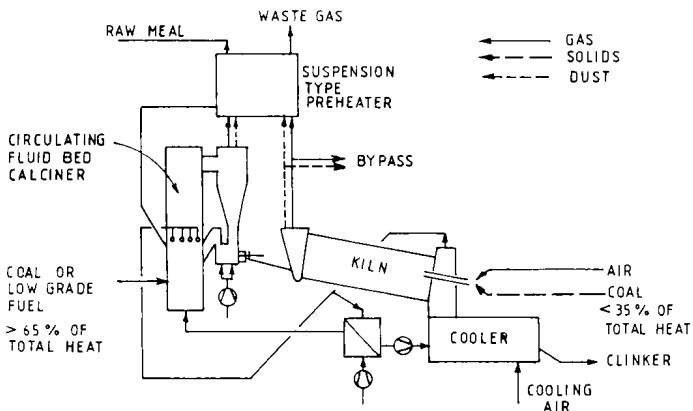 WASTE GAS
RAW MEAL
GAS
SOLIDS
DUST
SUSPENSION
TYPE
PREHEATER
CIRCULATING
FLUID BED
CALCINER
BYPASS
KILN
COAL OR
LOW GRADE
FUEL
> 65% OF
TOTAL HEAT
AIR
COAL
< 35% OF
TOTAL HEAT
COOLER
CLINKER
COOLING
AIR